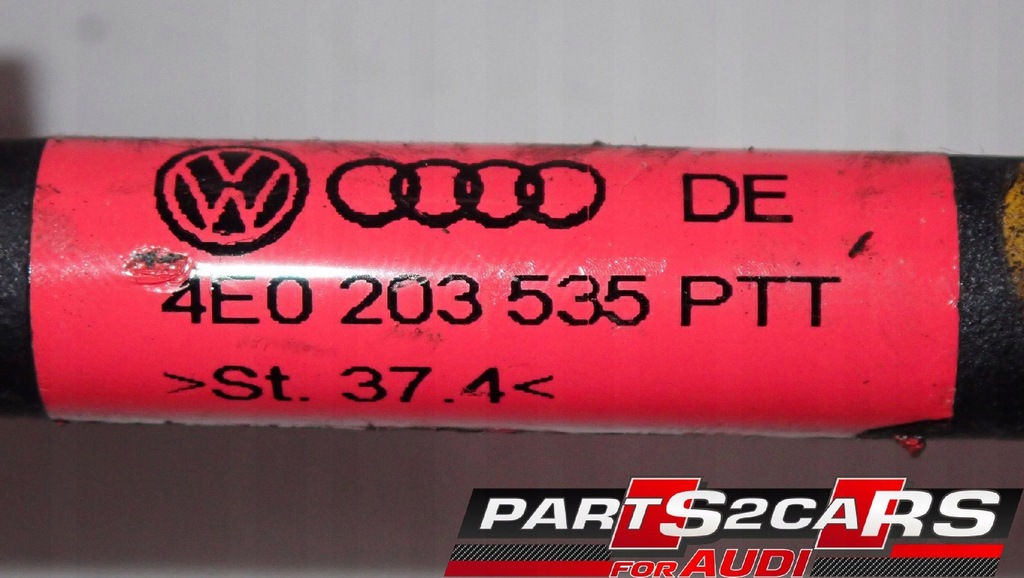 DE
4E0 203 535 PTT
>St. 37.4<
PARTS2CARS
FOR AUDI